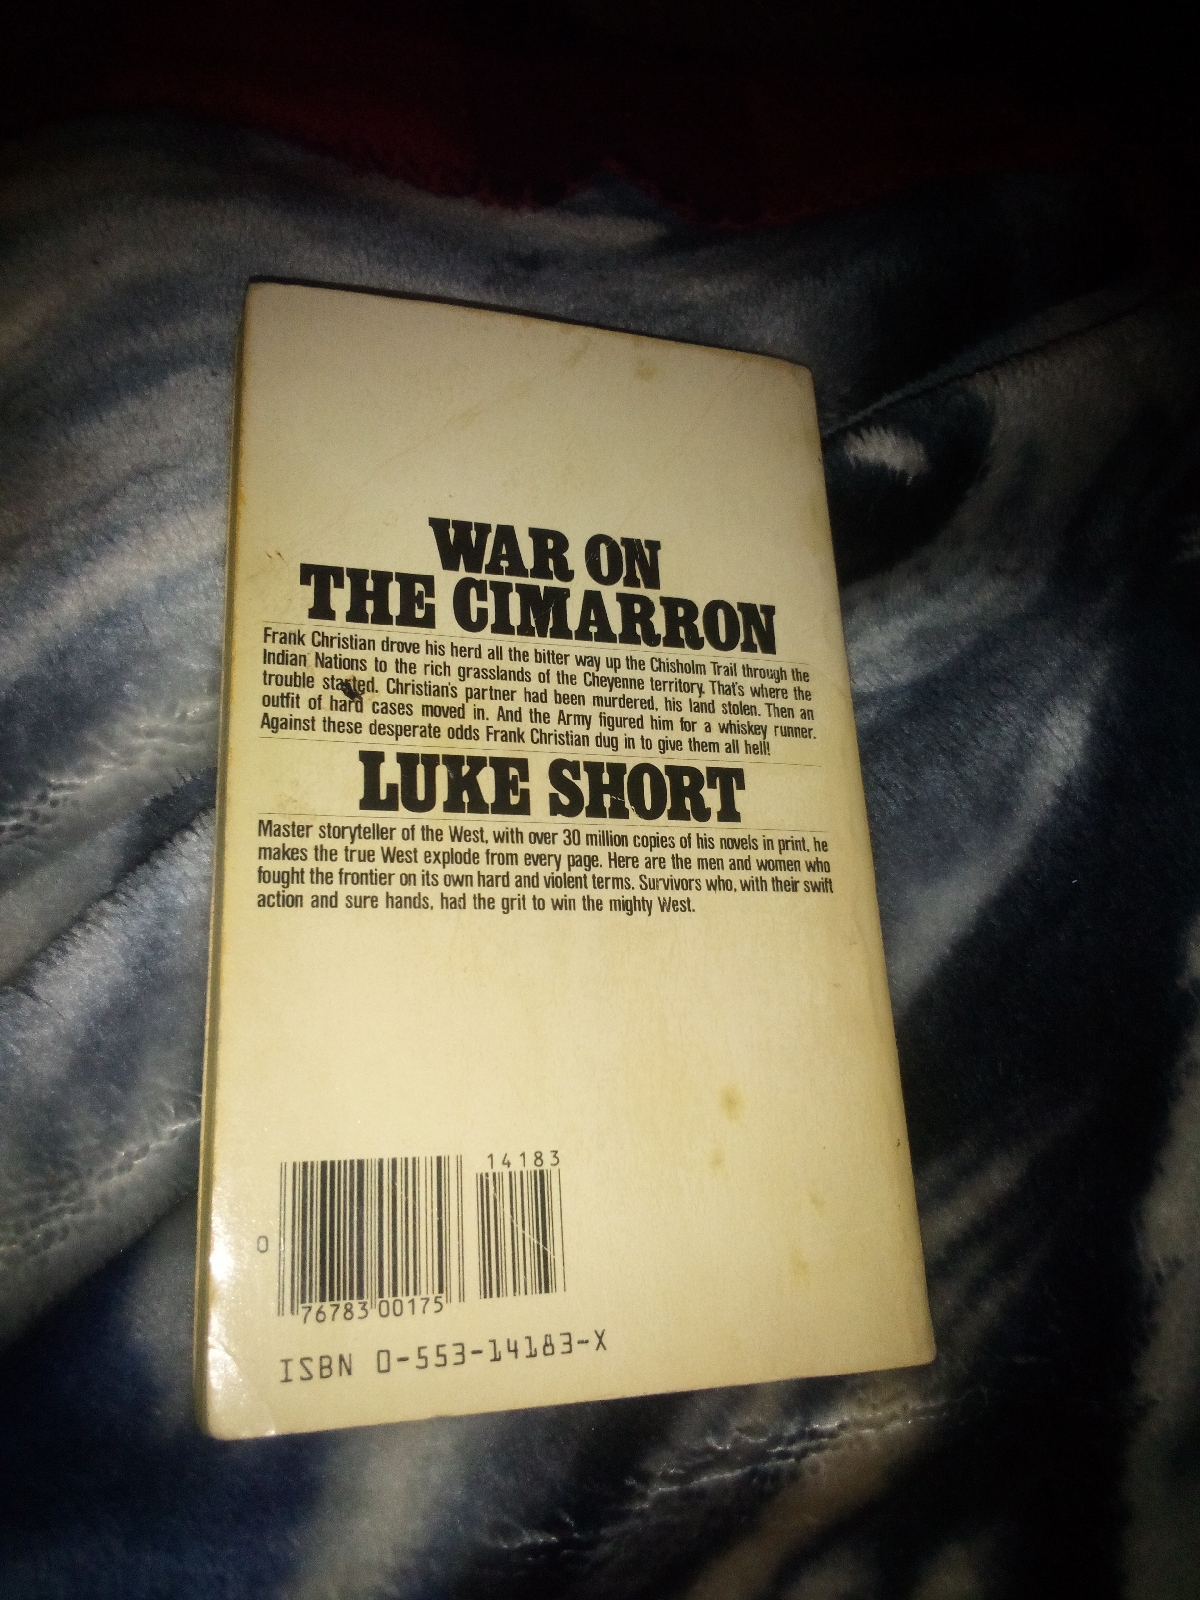 WAR ON
THE CIMARRON
Frank Christian drove his herd all the bitter way up the Chisholm Trail through the
Indian Nations to the rich grasslands of the Cheyenne territory. That's where the
trouble started. Christian's partner had been murdered, his land stolen. Then an
outfit of hard cases moved in. And the Army figured him for a whiskey runner.
Against these desperate odds Frank Christian dug in to give them all hell!
LUKE SHORT
Master storyteller of the West, with over 30 million copies of his novels in print, he
makes the true West explode from every page. Here are the men and women who
fought the frontier on its own hard and violent terms. Survivors who, with their swift
action and sure hands, had the grit to win the mighty West.
14183
0
76783 00175
ISBN 0-553-14183-X